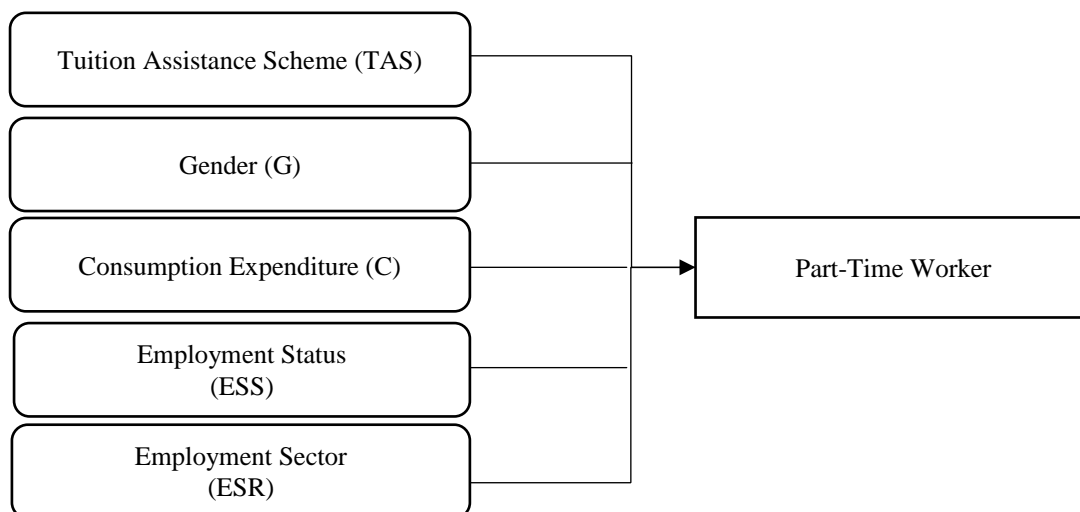 Tuition Assistance Scheme (TAS)
Gender (G)
Consumption Expenditure (C)
Part-Time Worker
Employment Status
(ESS)
Employment Sector
(ESR)